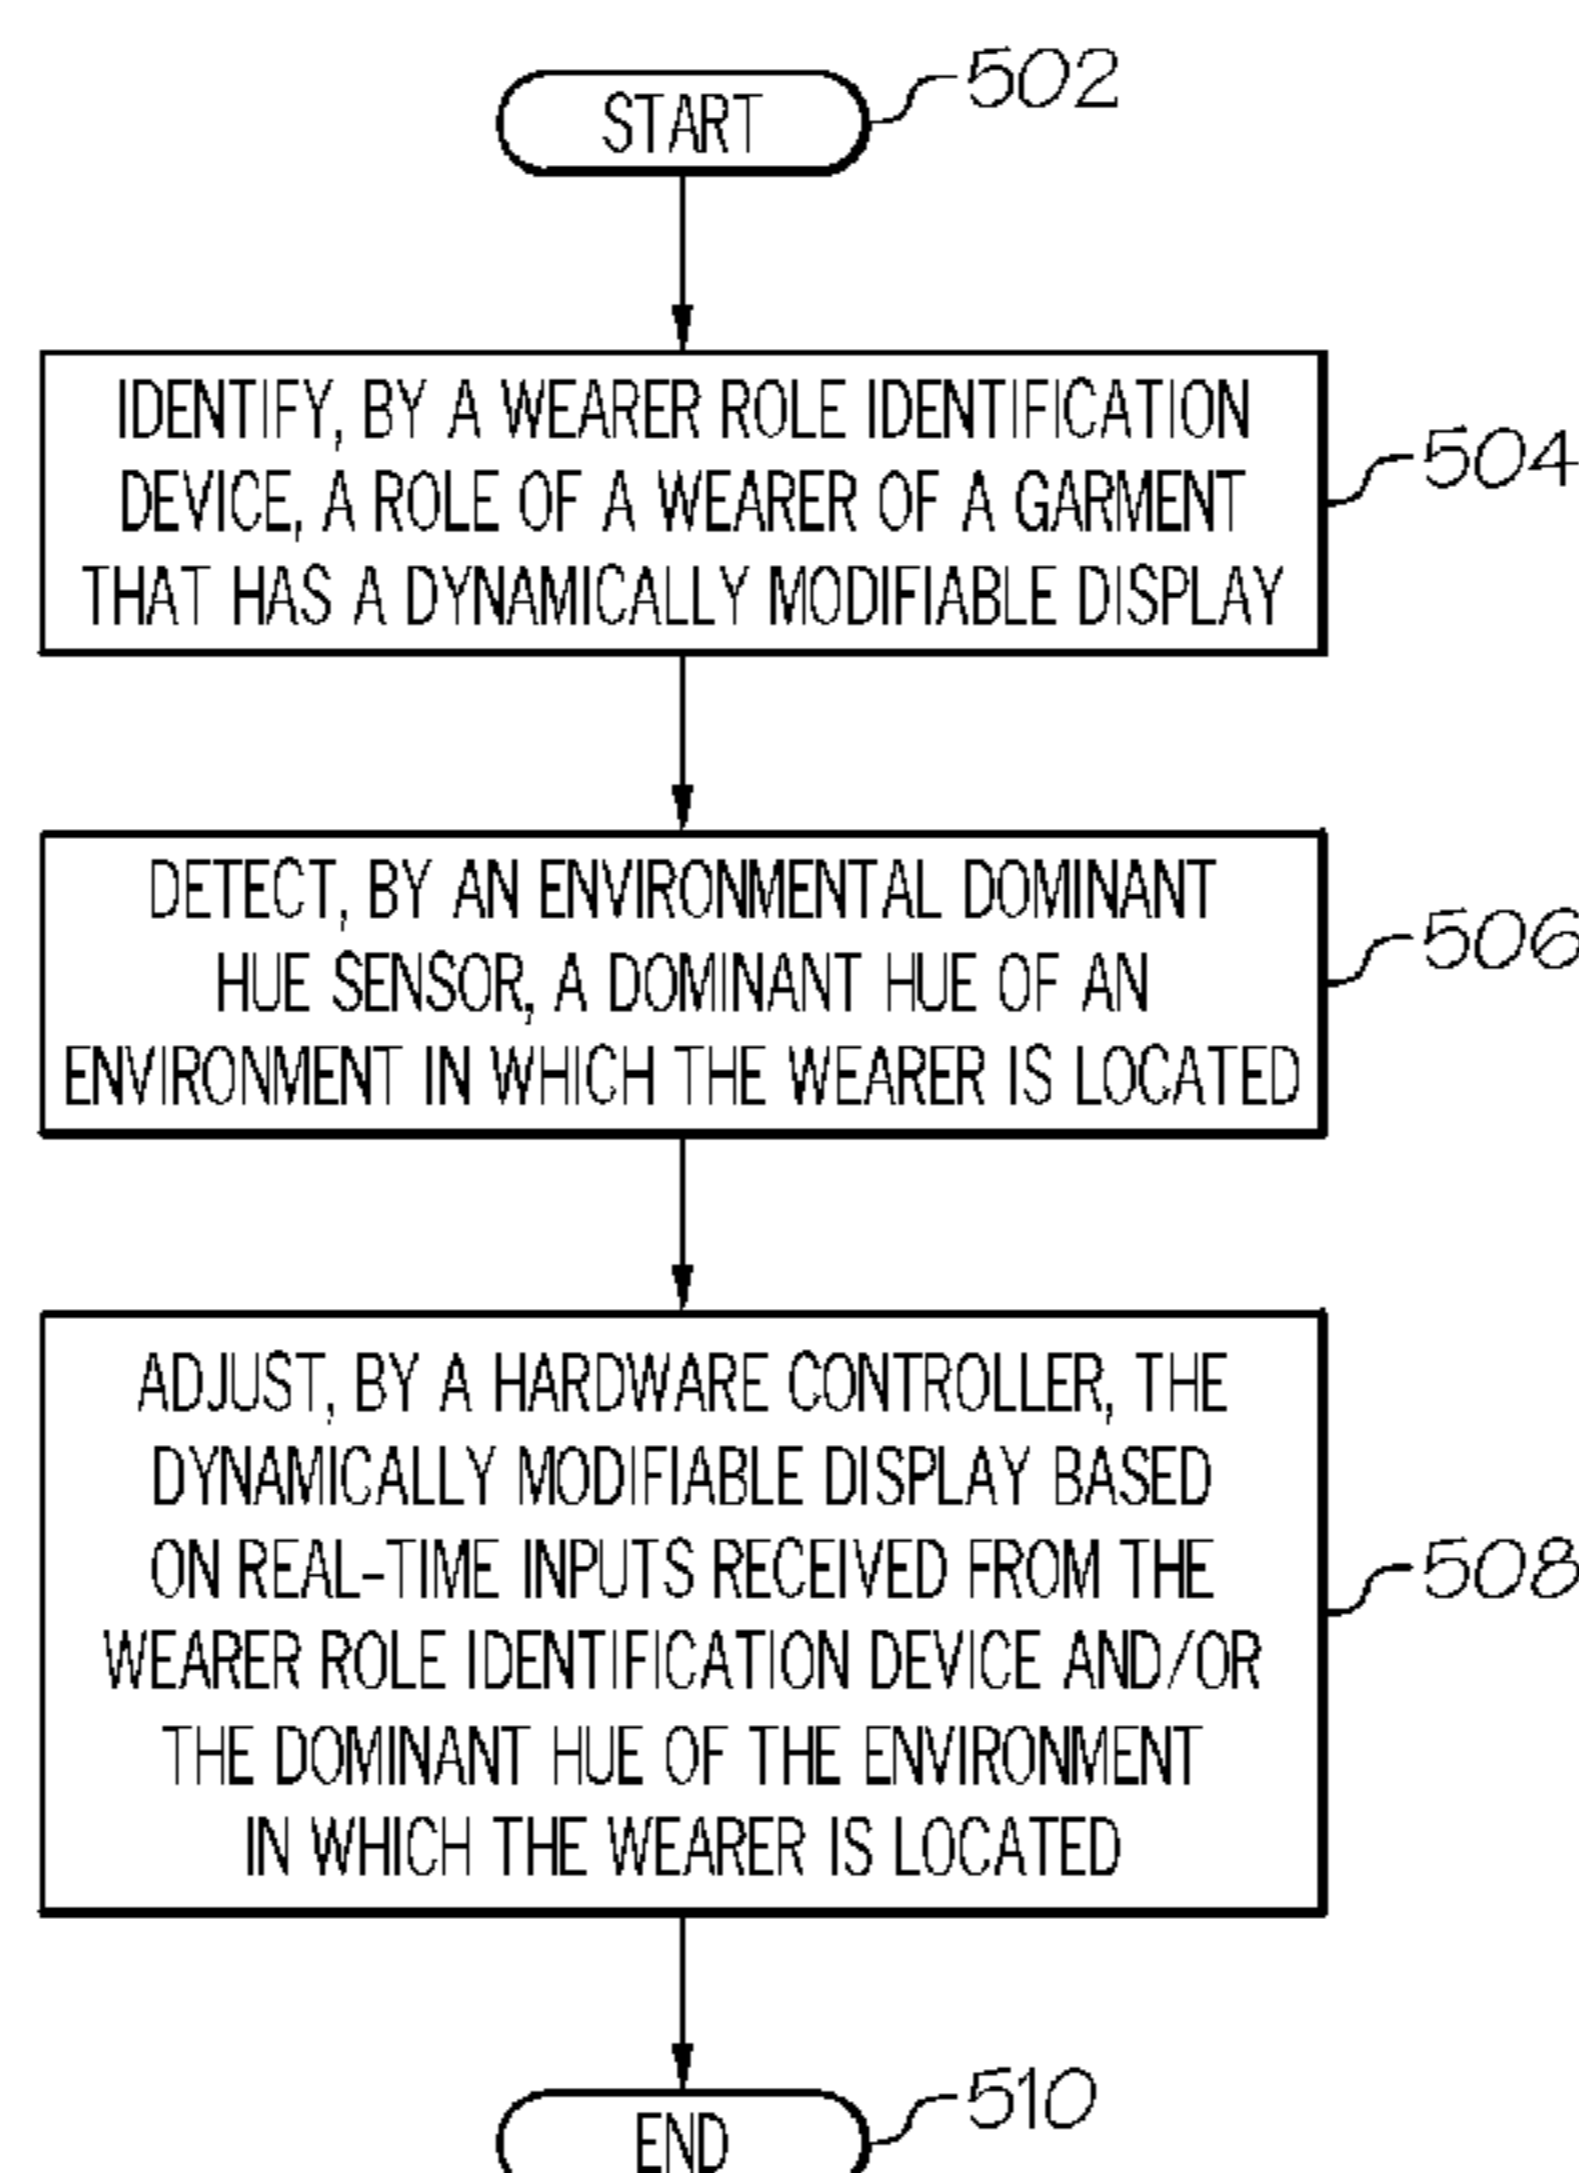 START
502
IDENTIFY, BY A WEARER ROLE IDENTIFICATION
DEVICE, A ROLE OF A WEARER OF A GARMENT
THAT HAS A DYNAMICALLY MODIFIABLE DISPLAY
504
DETECT, BY AN ENVIRONMENTAL DOMINANT
HUE SENSOR, A DOMINANT HUE OF AN
ENVIRONMENT IN WHICH THE WEARER IS LOCATED
506
ADJUST, BY A HARDWARE CONTROLLER, THE
DYNAMICALLY MODIFIABLE DISPLAY BASED
ON REAL-TIME INPUTS RECEIVED FROM THE
WEARER ROLE IDENTIFICATION DEVICE AND/OR
THE DOMINANT HUE OF THE ENVIRONMENT
IN WHICH THE WEARER IS LOCATED
508
END
510